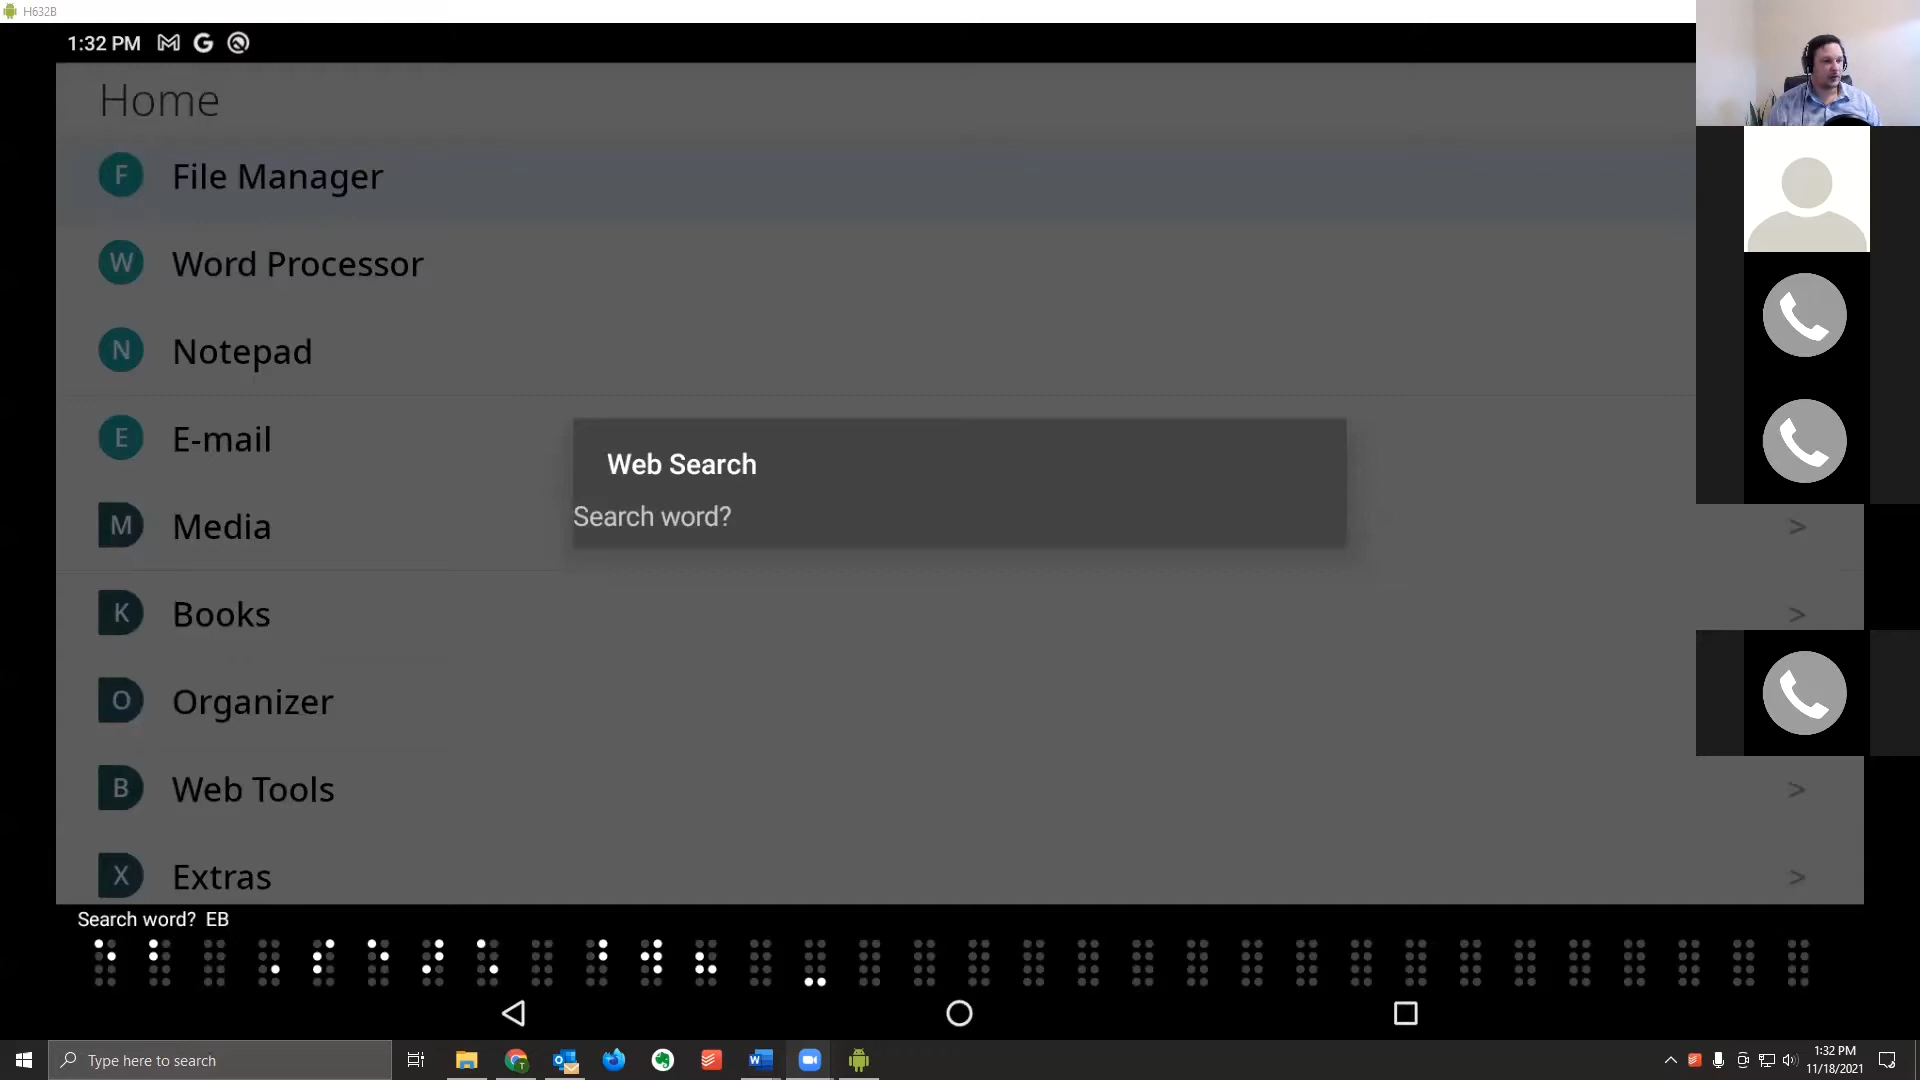 H632B
1:32 PM
Home
F File Manager
W Word Processor
N Notepad
E E-mail
M Media >
K Books >
O Organizer
B Web Tools >
X Extras >
Web Search
Search word?
Search word? EB
Type here to search
1:32 PM
11/18/2021